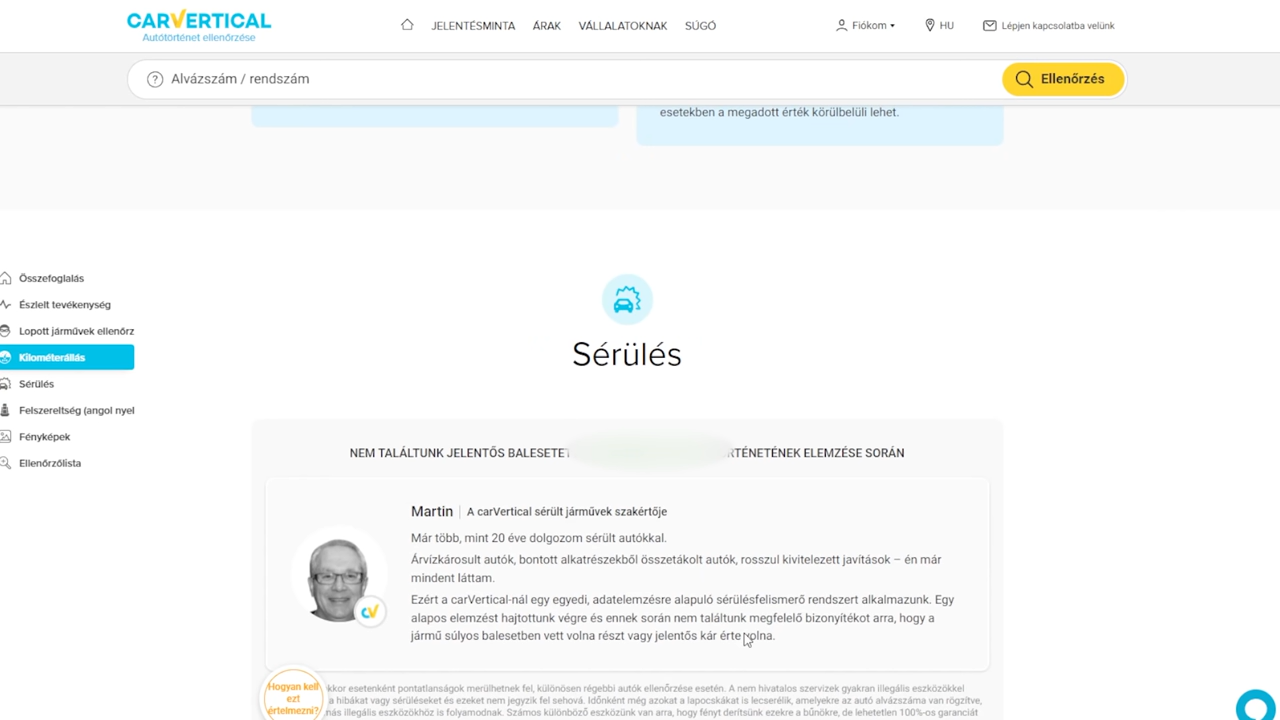 CARVERTICAL
Autótörténet ellenőrzése
JELENTÉSMINTA ÁRAK VÁLLALATOKNAK SÚGÓ
Fiókom HU Lépjen kapcsolatba velünk
? Alvázszám / rendszám
Ellenőrzés
esetekben a megadott érték körülbelüli lehet.
Összefoglalás
Észlelt tevékenység
Lopott járművek ellenőrz
Kilométerállás
Sérülés
Felszereltség (angol nyel
Fényképek
Ellenőrzőlista
Sérülés
NEM TALÁLTUNK JELENTŐS BALESETET RTÉNETÉNEK ELEMZÉSE SORÁN
Martin | A carVertical sérült járművek szakértője
Már több, mint 20 éve dolgozom sérült autókkal.
Árvízkárosult autók, bontott alkatrészekből összetákolt autók, rosszul kivitelezett javítások – én már
mindent láttam.
Ezért a carVertical-nál egy egyedi, adatelemzésre alapuló sérülésfelismerő rendszert alkalmazunk. Egy
alapos elemzést hajtottunk végre és ennek során nem találtunk megfelelő bizonyítékot arra, hogy a
jármű súlyos balesetben vett volna részt vagy jelentős kár érte volna.
cV
Hogyan kell
ezt
értelmezni?
kkor esetenként pontatlanságok merülhetnek fel, különösen régebbi autók ellenőrzése esetén. A nem hivatalos szervizek gyakran illegális eszközökkel
a hibákat vagy sérüléseket és ezeket nem jegyzik fel sehová. Időnként még azokat a lapocskákat is lecserélik, amelyekre az autó alvázszáma van rögzítve,
más illegális eszközökhöz is folyamodnak. Számos különböző eszközünk van arra, hogy fényt derítsünk ezekre a bűnökre, de lehetetlen 100%-os garanciát